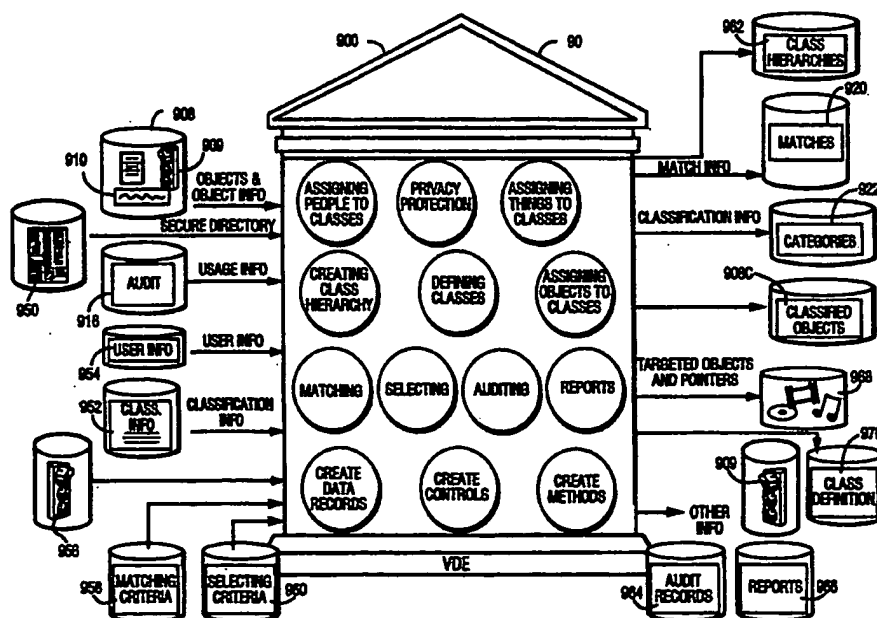 900
90
962
CLASS
HIERARCHIES
920
MATCHES
MATCH INFO
908
909
910
OBJECTS &
OBJECT INFO
SECURE DIRECTORY
950
ASSIGNING
PEOPLE TO
CLASSES
PRIVACY
PROTECTION
ASSIGNING
THINGS TO
CLASSES
CLASSIFICATION INFO
922
CATEGORIES
AUDIT
916
USAGE INFO
CREATING
CLASS
HIERARCHY
DEFINING
CLASSES
ASSIGNING
OBJECTS TO
CLASSES
908C
CLASSIFIED
OBJECTS
USER INFO
954
USER INFO
MATCHING
SELECTING
AUDITING
REPORTS
TARGETED OBJECTS
AND POINTERS
952
CLASS.
INFO
CLASSIFICATION
INFO
CREATE
DATA
RECORDS
CREATE
CONTROLS
CREATE
METHODS
909
CLASS
DEFINITION
OTHER
INFO
MATCHING
CRITERIA
SELECTING
CRITERIA
960
VDE
AUDIT
RECORDS
964
REPORTS